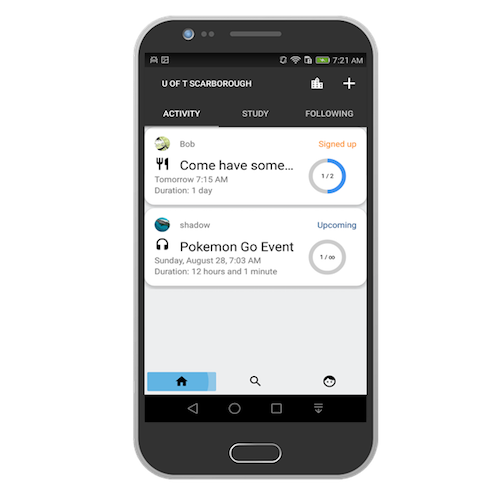 7:21 AM
U OF T SCARBOROUGH
ACTIVITY STUDY FOLLOWING
Bob Signed up
Come have some...
1 / 2
Tomorrow 7:15 AM
Duration: 1 day
shadow Upcoming
Pokemon Go Event
1 / ∞
Sunday, August 28, 7:03 AM
Duration: 12 hours and 1 minute